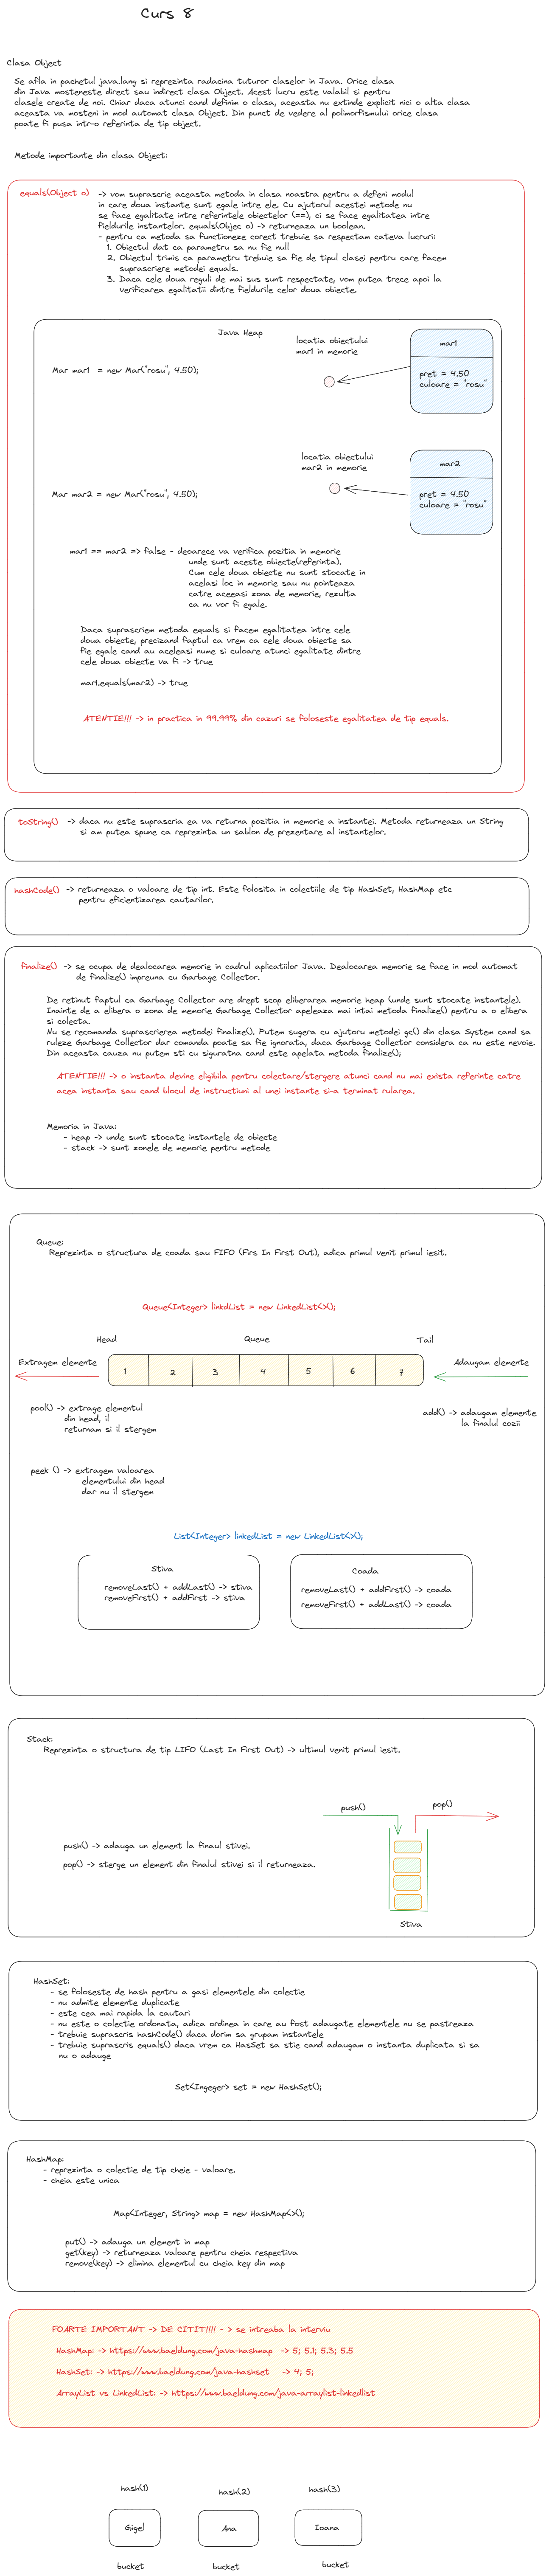 Curs 8
Clasa Object
Se afla in pachetul java.lang si reprezinta radacina tuturor claselor in Java. Orice clasa
din Java mosteneste direct sau indirect clasa Object. Acest lucru este valabil si pentru
clasele create de noi. Chiar daca atunci cand definim o clasa, aceasta nu extinde explicit nici o alta clasa
aceasta va mosteni in mod automat clasa Object. Din punct de vedere al polimorfismului orice clasa
poate fi pusa intr-o referinta de tip object.
Metode importante din clasa Object:
equals(Object o)
-> vom suprascrie aceasta metoda in clasa noastra pentru a defeni modul
in care doua instante sunt egale intre ele. Cu ajutorul acestei metode nu
se face egalitate intre referintele obiectelor (==), ci se face egalitatea intre
fieldurile instantelor. equals(Objec o) -> returneaza un boolean.
- pentru ca metoda sa functioneze corect trebuie sa respectam cateva lucruri:
1. Obiectul dat ca parametru sa nu fie null
2. Obiectul trimis ca parametru trebuie sa fie de tipul clasei pentru care facem
suprascriere metodei equals.
3. Daca cele doua reguli de mai sus sunt respectate, vom putea trece apoi la
verificarea egalitatii dintre fieldurile celor doua obiecte.
Java Heap
locatia obiectului
mar1 in memorie
mar1
Mar mar1 = new Mar("rosu", 4.50);
pret = 4.50
culoare = "rosu"
locatia obiectului
mar2 in memorie
mar2
Mar mar2 = new Mar("rosu", 4.50);
pret = 4.50
culoare = "rosu"
mar1 == mar2 => false - deoarece va verifica pozitia in memorie
unde sunt aceste obiecte(referinta).
Cum cele doua obiecte nu sunt stocate in
acelasi loc in memorie sau nu pointeaza
catre aceeasi zona de memorie, rezulta
ca nu vor fi egale.
Daca suprascriem metoda equals si facem egalitatea intre cele
doua obiecte, precizand faptul ca vrem ca cele doua obiecte sa
fie egale cand au aceleasi nume si culoare atunci egalitate dintre
cele doua obiecte va fi -> true
mar1.equals(mar2) -> true
ATENTIE!!! -> in practica in 99.99% din cazuri se foloseste egalitatea de tip equals.
toString()
-> daca nu este suprascria ea va returna pozitia in memorie a instantei. Metoda returneaza un String
si am putea spune ca reprezinta un sablon de prezentare al instantelor.
hashCode()
-> returneaza o valoare de tip int. Este folosita in colectiile de tip HashSet, HashMap etc
pentru eficientizarea cautarilor.
finalize()
-> se ocupa de dealocarea memorie in cadrul aplicatiilor Java. Dealocarea memorie se face in mod automat
de finalize() impreuna cu Garbage Collector.
De retinut faptul ca Garbage Collector are drept scop eliberarea memorie heap (unde sunt stocate instantele).
Inainte de a elibera o zona de memorie Garbage Collector apeleaza mai intai metoda finalize() pentru a o elibera
si colecta.
Nu se recomanda suprascrierea metodei finalize(). Putem sugera cu ajutoru metodei gc() din clasa System cand sa
ruleze Garbage Collector dar comanda poate sa fie ignorata, daca Garbage Collector considera ca nu este nevoie.
Din aceasta cauza nu putem sti cu siguratna cand este apelata metoda finalize();
ATENTIE!!! -> o instanta devine eligibila pentru colectare/stergere atunci cand nu mai exista referinte catre
acea instanta sau cand blocul de instructiuni al unei instante si-a terminat rularea.
Memoria in Java:
- heap -> unde sunt stocate instantele de obiecte
- stack -> sunt zonele de memorie pentru metode
Queue:
Reprezinta o structura de coada sau FIFO (Firs In First Out), adica primul venit primul iesit.
Queue<Integer> linkdList = new LinkedList<>();
Head
Queue
Tail
Extragem elemente
1 2 3 4 5 6 7
Adaugam elemente
pool() -> extrage elementul
din head, il
returnam si il stergem
add() -> adaugam elemente
la finalul cozii
peek () -> extragem valoarea
elementului din head
dar nu il stergem
List<Integer> linkedList = new LinkedList<>();
Stiva
removeLast() + addLast() -> stiva
removeFirst() + addFirst -> stiva
Coada
removeLast() + addFirst() -> coada
removeFirst() + addLast() -> coada
Stack:
Reprezinta o structura de tip LIFO (Last In First Out) -> ultimul venit primul iesit.
push()
pop()
push() -> adauga un element la finaul stivei.
pop() -> sterge un element din finalul stivei si il returneaza.
Stiva
HashSet:
- se foloseste de hash pentru a gasi elementele din colectie
- nu admite elemente duplicate
- este cea mai rapida la cautari
- nu este o colectie ordonata, adica ordinea in care au fost adaugate elementele nu se pastreaza
- trebuie suprascris hashCode() daca dorim sa grupam instantele
- trebuie suprascris equals() daca vrem ca HasSet sa stie cand adaugam o instanta duplicata si sa
nu o adauge
Set<Ingeger> set = new HashSet();
HashMap:
- reprezinta o colectie de tip cheie - valoare.
- cheia este unica
Map<Integer, String> map = new HashMap<>();
put() -> adauga un element in map
get(key) -> returneaza valoare pentru cheia respectiva
remove(key) -> elimina elementul cu cheia key din map
FOARTE IMPORTANT -> DE CITIT!!!! - > se intreaba la interviu
HashMap: -> https://www.baeldung.com/java-hashmap -> 5; 5.1; 5.3; 5.5
HashSet: -> https://www.baeldung.com/java-hashset -> 4; 5;
ArrayList vs LinkedList: -> https://www.baeldung.com/java-arraylist-linkedlist
hash(1)
hash(2)
hash(3)
Gigel
Ana
Ioana
bucket
bucket
bucket